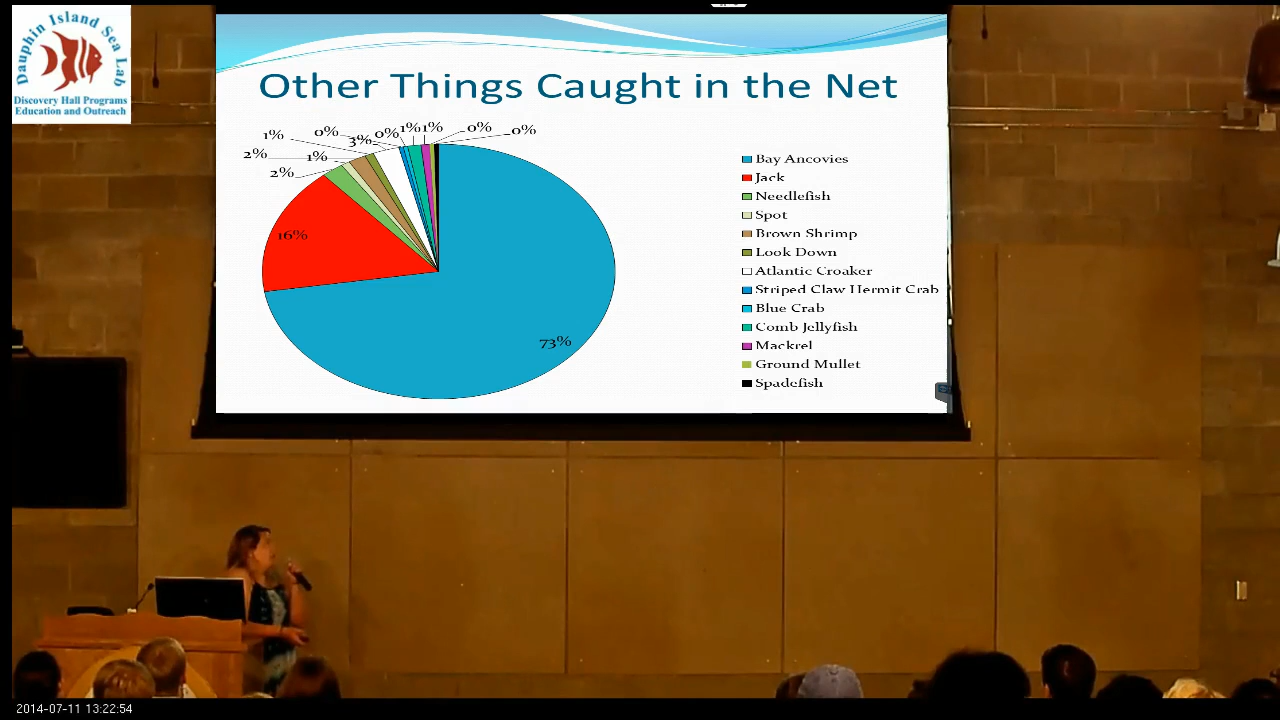 Dauphin Island Sea Lab
Discovery Hall Programs
Education and Outreach
Other Things Caught in the Net
1%
0%
3%
0%
1%
1%
0%
0%
2%
1%
2%
16%
73%
Bay Ancovies
Jack
Needlefish
Spot
Brown Shrimp
Look Down
Atlantic Croaker
Striped Claw Hermit Crab
Blue Crab
Comb Jellyfish
Mackrel
Ground Mullet
Spadefish
2014-07-11 13:22:54